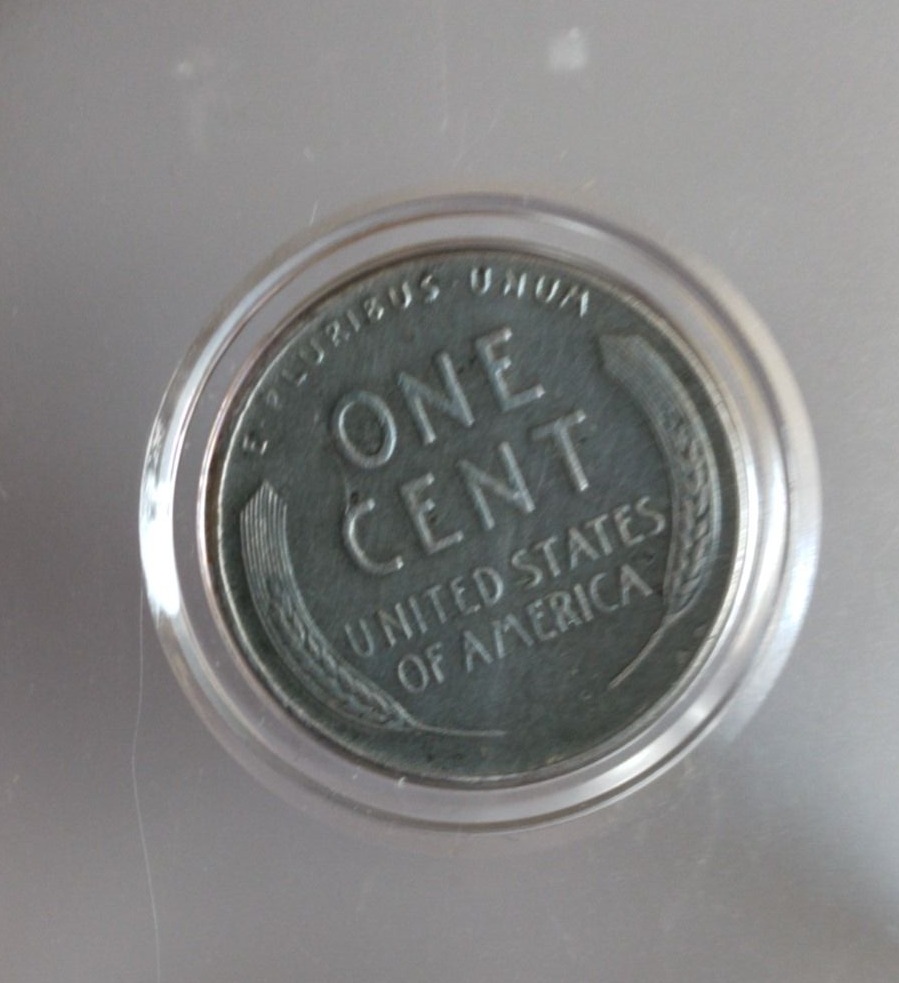 E PLURIBUS UNUM
ONE
CENT
UNITED STATES
OF AMERICA